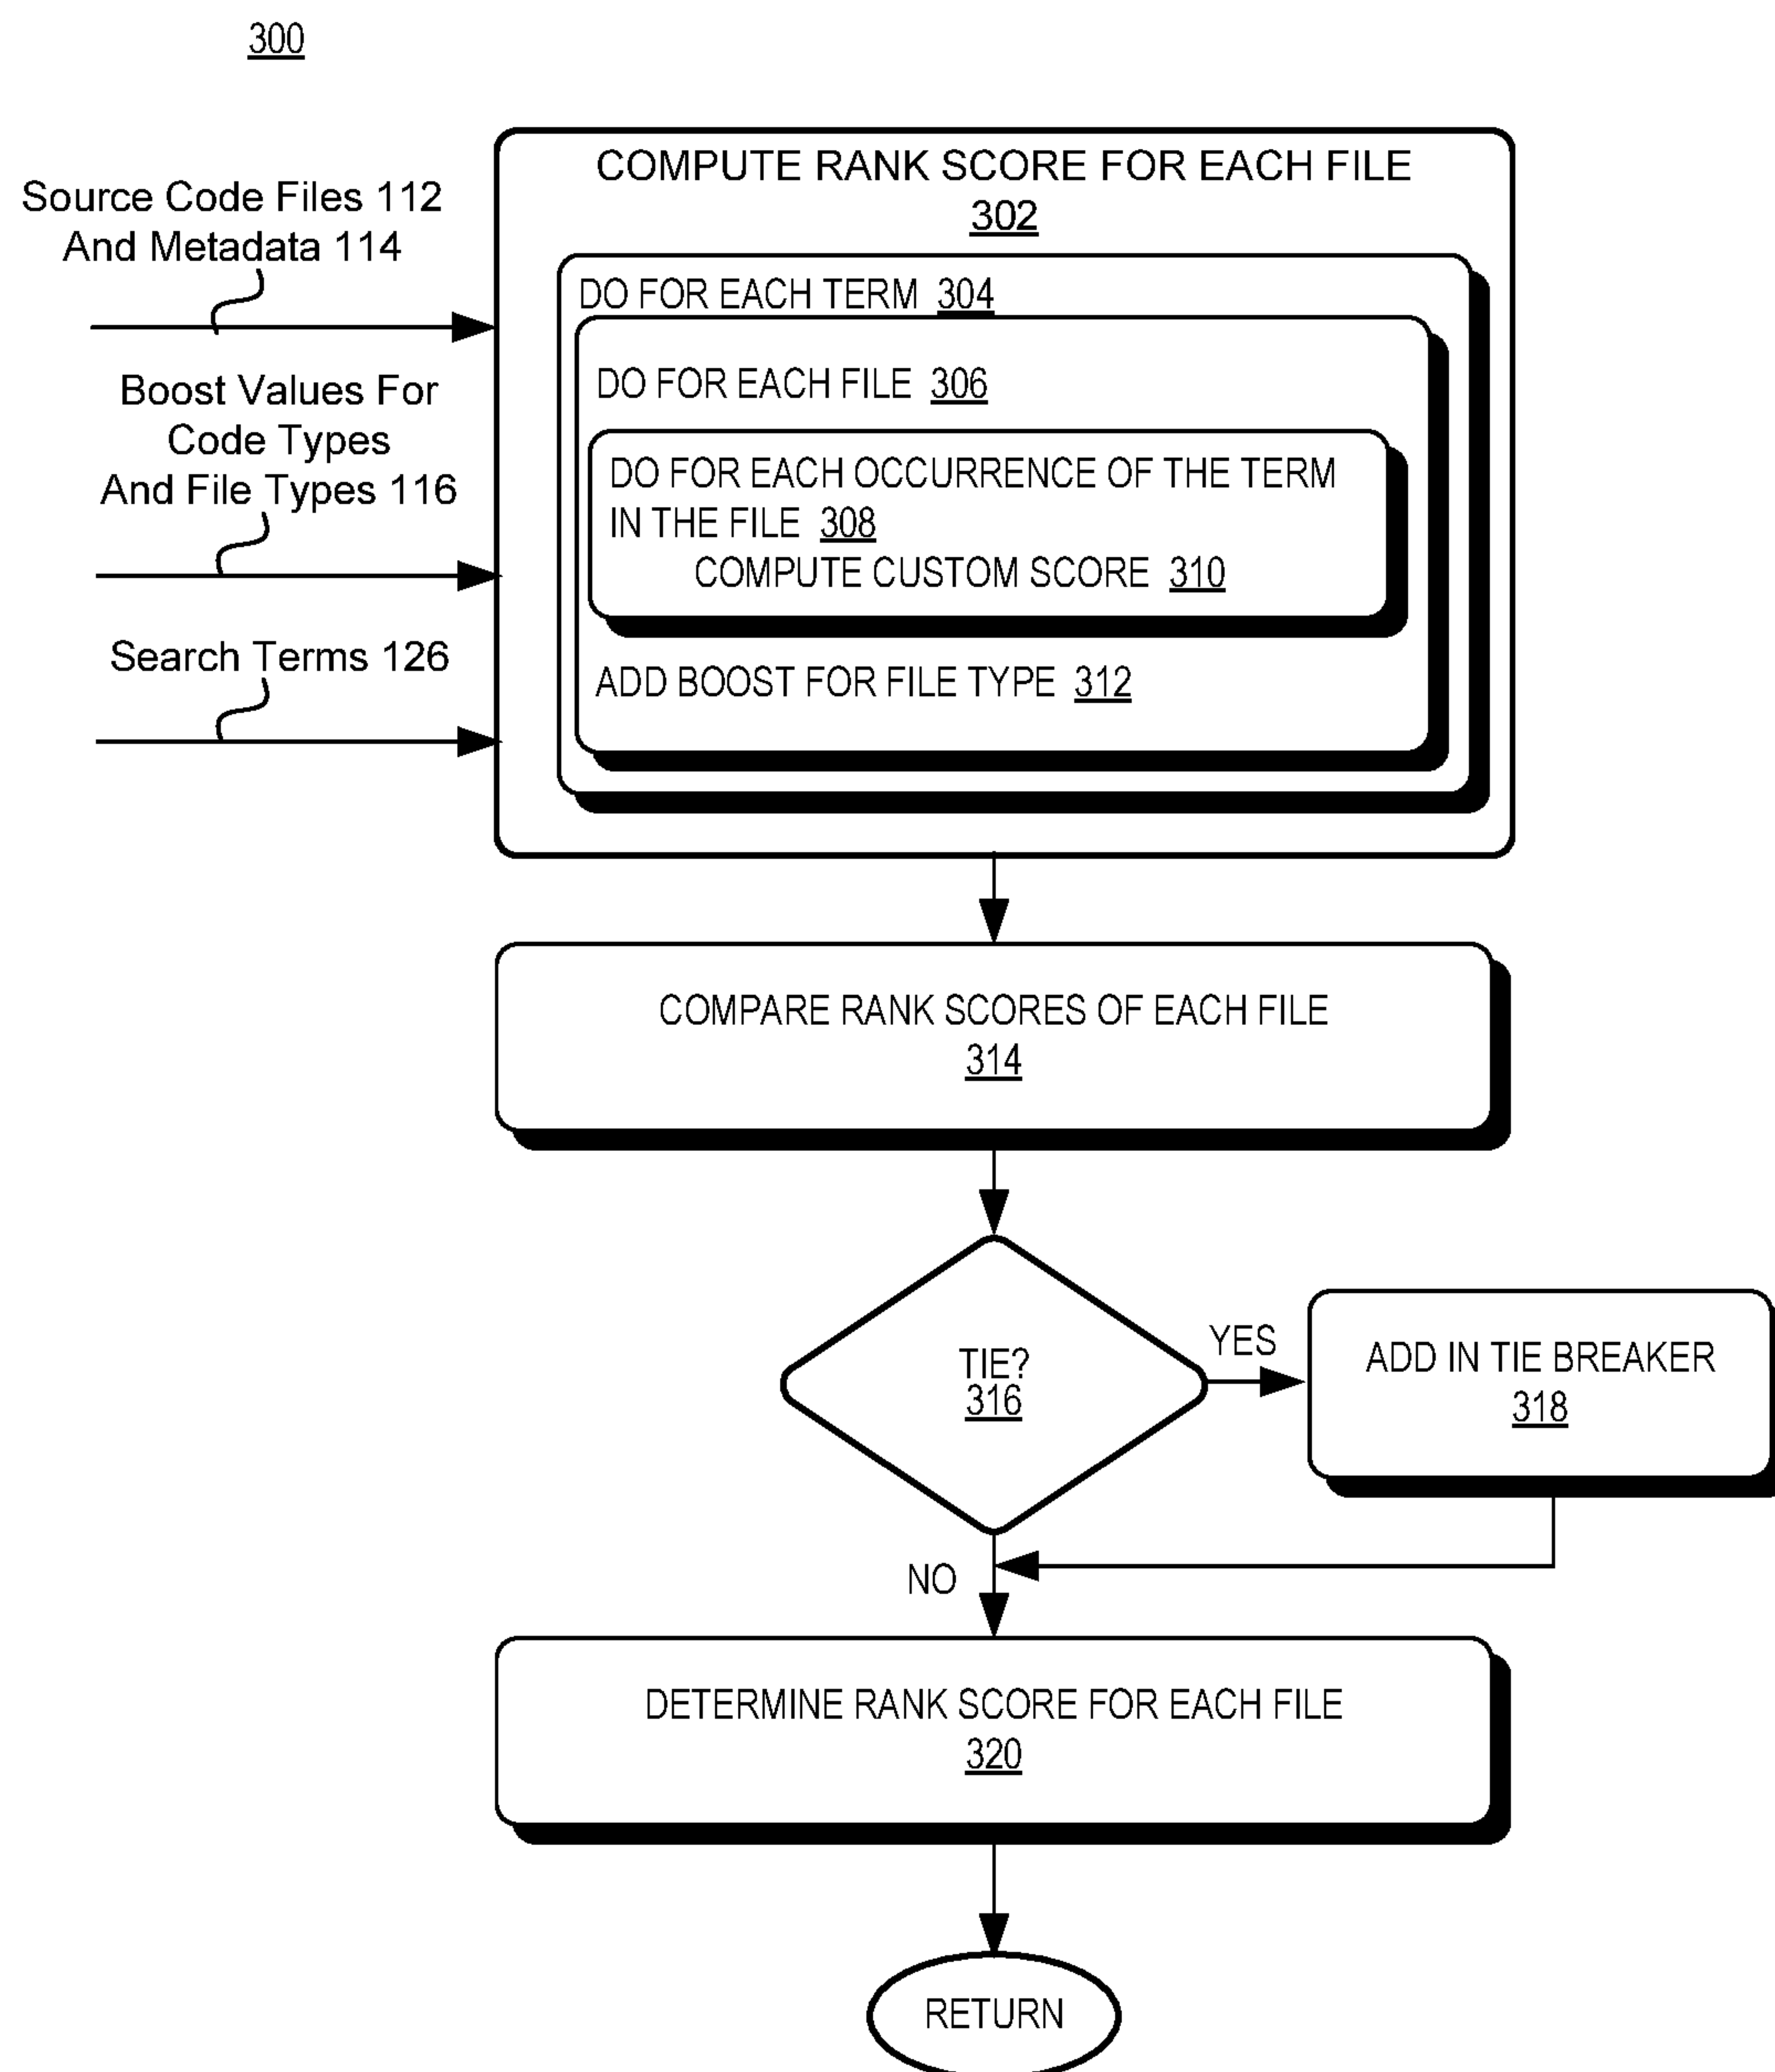 300
Source Code Files 112
And Metadata 114
Boost Values For
Code Types
And File Types 116
Search Terms 126
COMPUTE RANK SCORE FOR EACH FILE
302
DO FOR EACH TERM 304
DO FOR EACH FILE 306
DO FOR EACH OCCURRENCE OF THE TERM
IN THE FILE 308
COMPUTE CUSTOM SCORE 310
ADD BOOST FOR FILE TYPE 312
COMPARE RANK SCORES OF EACH FILE
314
TIE?
316
YES
ADD IN TIE BREAKER
318
NO
DETERMINE RANK SCORE FOR EACH FILE
320
RETURN